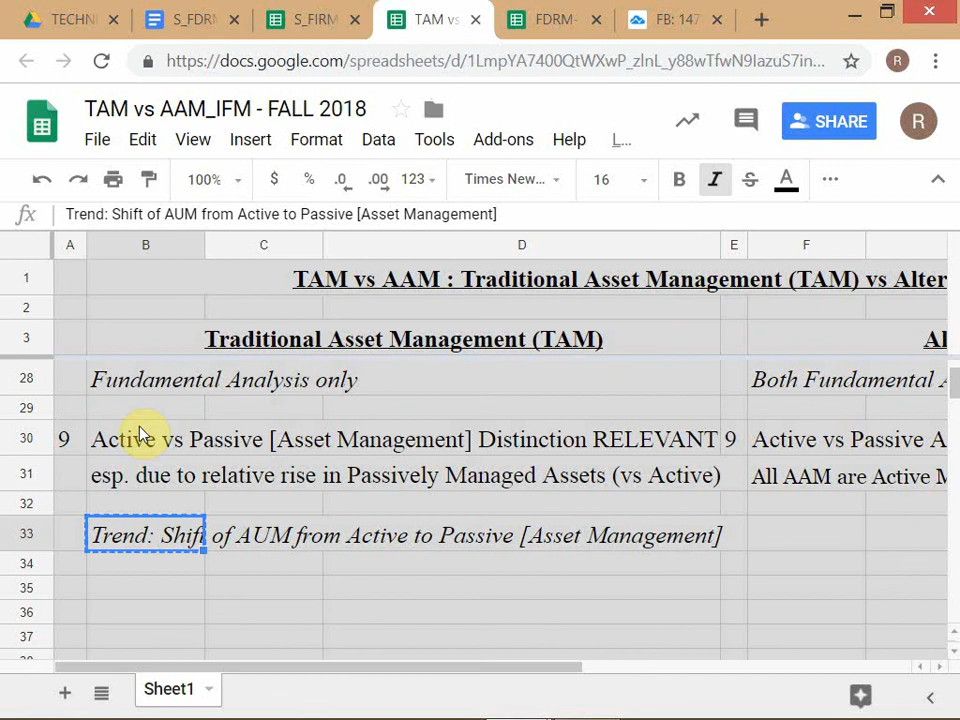 TECHN
S_FDRM
S_FIRM
TAM vs
FDRM-
FB: 147
https://docs.google.com/spreadsheets/d/
R
TAM vs AAM_IFM - FALL 2018
SHARE
R
File Edit View Insert Format Data Tools Add-ons Help L...
100% $ % .0 .00 123 Times New... 16 B I S A ...
fx Trend: Shift of AUM from Active to Passive [Asset Management]
A B C D E F
1 TAM vs AAM : Traditional Asset Management (TAM) vs Alter
2
3 Traditional Asset Management (TAM) Al
28 Fundamental Analysis only Both Fundamental A
29
30 9 Active vs Passive [Asset Management] Distinction RELEVANT 9 Active vs Passive A
31 esp. due to relative rise in Passively Managed Assets (vs Active) All AAM are Active M
32
33 Trend: Shift of AUM from Active to Passive [Asset Management]
34
35
36
37
Sheet1